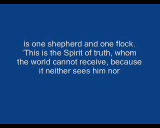 is one shepherd and one flock.
'This is the Spirit of truth, whom
the world cannot receive, because
it neither sees him nor